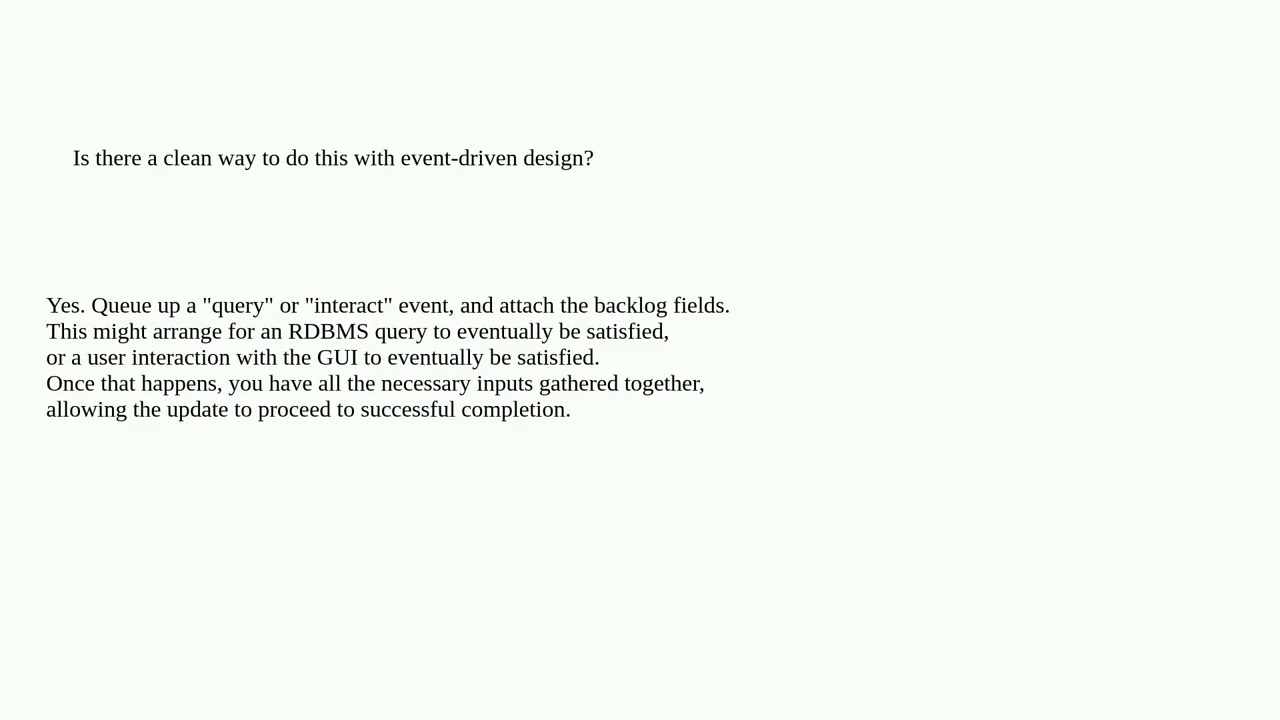 Is there a clean way to do this with event-driven design?
Yes. Queue up a "query" or "interact" event, and attach the backlog fields.
This might arrange for an RDBMS query to eventually be satisfied,
or a user interaction with the GUI to eventually be satisfied.
Once that happens, you have all the necessary inputs gathered together,
allowing the update to proceed to successful completion.